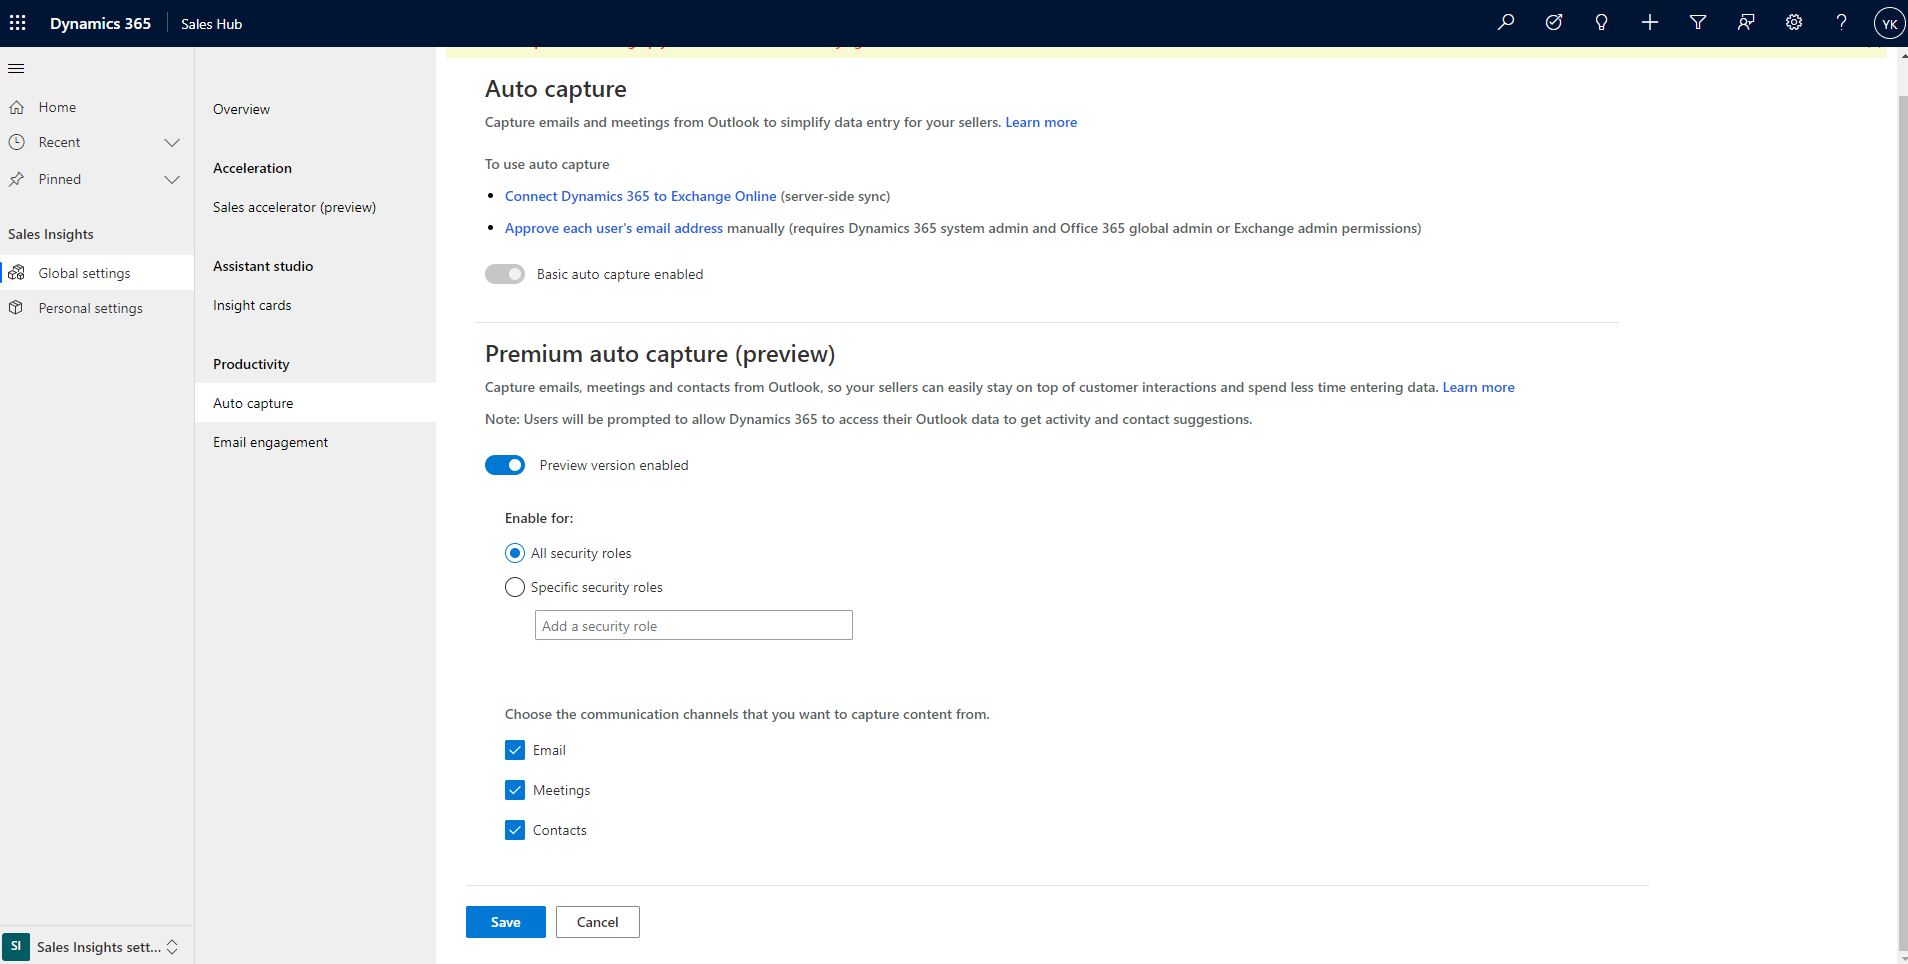 Dynamics 365
Sales Hub
YK
Home
Recent
Pinned
Sales Insights
Global settings
Personal settings
SI
Sales Insights sett...
Overview
Acceleration
Sales accelerator (preview)
Assistant studio
Insight cards
Productivity
Auto capture
Email engagement
Auto capture
Capture emails and meetings from Outlook to simplify data entry for your sellers. Learn more
To use auto capture
Connect Dynamics 365 to Exchange Online (server-side sync)
Approve each user's email address manually (requires Dynamics 365 system admin and Office 365 global admin or Exchange admin permissions)
Basic auto capture enabled
Premium auto capture (preview)
Capture emails, meetings and contacts from Outlook, so your sellers can easily stay on top of customer interactions and spend less time entering data. Learn more
Note: Users will be prompted to allow Dynamics 365 to access their Outlook data to get activity and contact suggestions.
Preview version enabled
Enable for:
All security roles
Specific security roles
Add a security role
Choose the communication channels that you want to capture content from.
Email
Meetings
Contacts
Save
Cancel